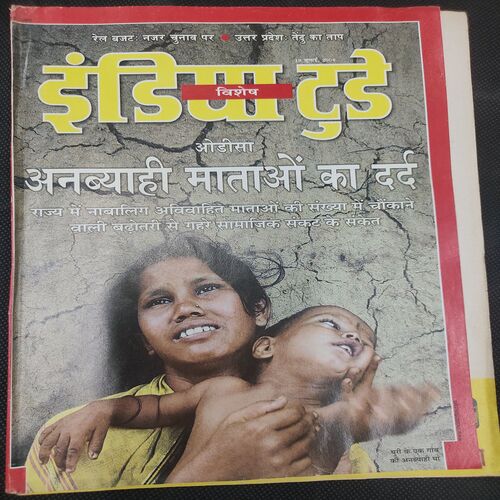 रेल बजट: नजर चुनाव पर ● उत्तर प्रदेश: तेंदु का ताप
इंडिया टुडे
विशेष
ओडीसा
अनब्याही माताओं का दर्द
राज्य में नाबालिग अविवाहित माताओं की संख्या में चौंकाने
वाली बढ़ोतरी से गहरे सामाजिक संकट के संकेत
पुरी के एक गांव
की अनब्याही मां